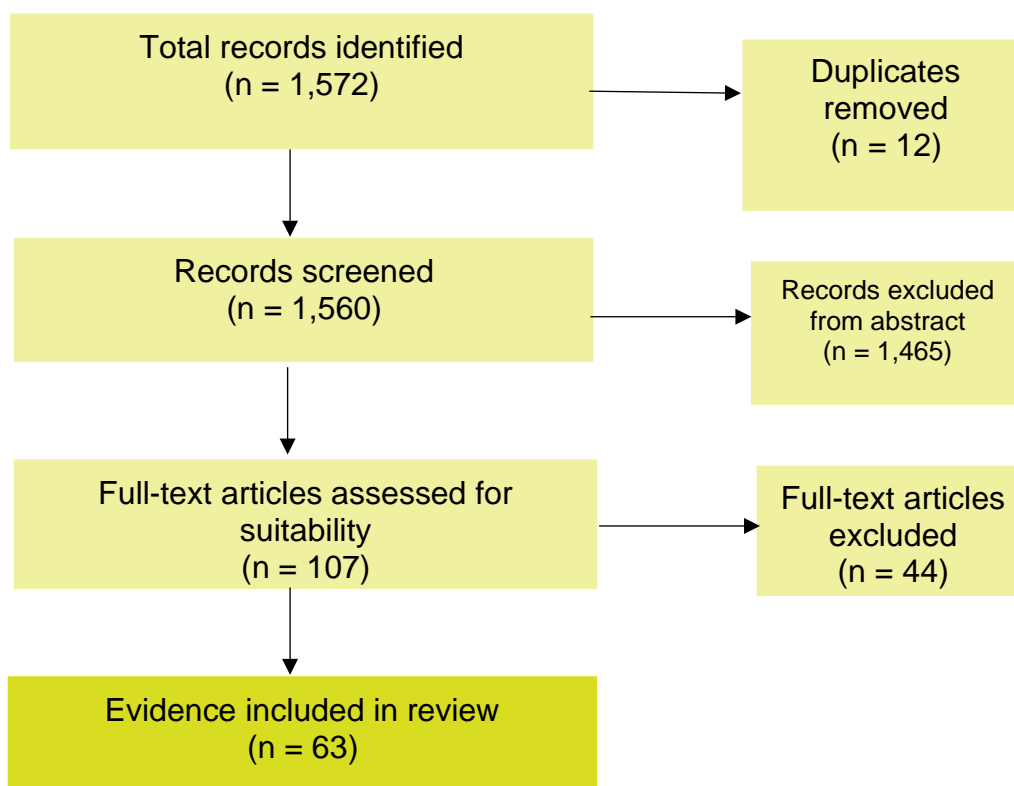 Total records identified
(n = 1,572)
Duplicates
removed
(n = 12)
Records screened
(n = 1,560)
Records excluded
from abstract
(n = 1,465)
Full-text articles assessed for
suitability
(n = 107)
Full-text articles
excluded
(n = 44)
Evidence included in review
(n = 63)